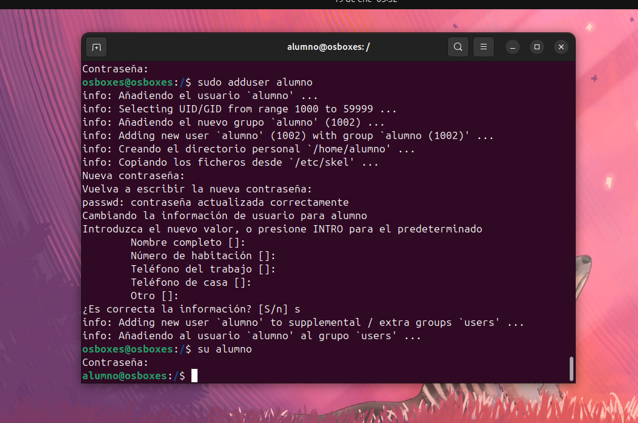 alumno@osboxes: /
Contraseña:
osboxes@osboxes:/$ sudo adduser alumno
info: Añadiendo el usuario `alumno' ...
info: Selecting UID/GID from range 1000 to 59999 ...
info: Añadiendo el nuevo grupo `alumno' (1002) ...
info: Adding new user `alumno' (1002) with group `alumno (1002)' ...
info: Creando el directorio personal `/home/alumno' ...
info: Copiando los ficheros desde `/etc/skel' ...
Nueva contraseña:
Vuelva a escribir la nueva contraseña:
passwd: contraseña actualizada correctamente
Cambiando la información de usuario para alumno
Introduzca el nuevo valor, o presione INTRO para el predeterminado
Nombre completo []:
Número de habitación []:
Teléfono del trabajo []:
Teléfono de casa []:
Otro []:
¿Es correcta la información? [S/n] s
info: Adding new user `alumno' to supplemental / extra groups `users' ...
info: Añadiendo al usuario `alumno' al grupo `users' ...
osboxes@osboxes:/$ su alumno
Contraseña:
alumno@osboxes:/$